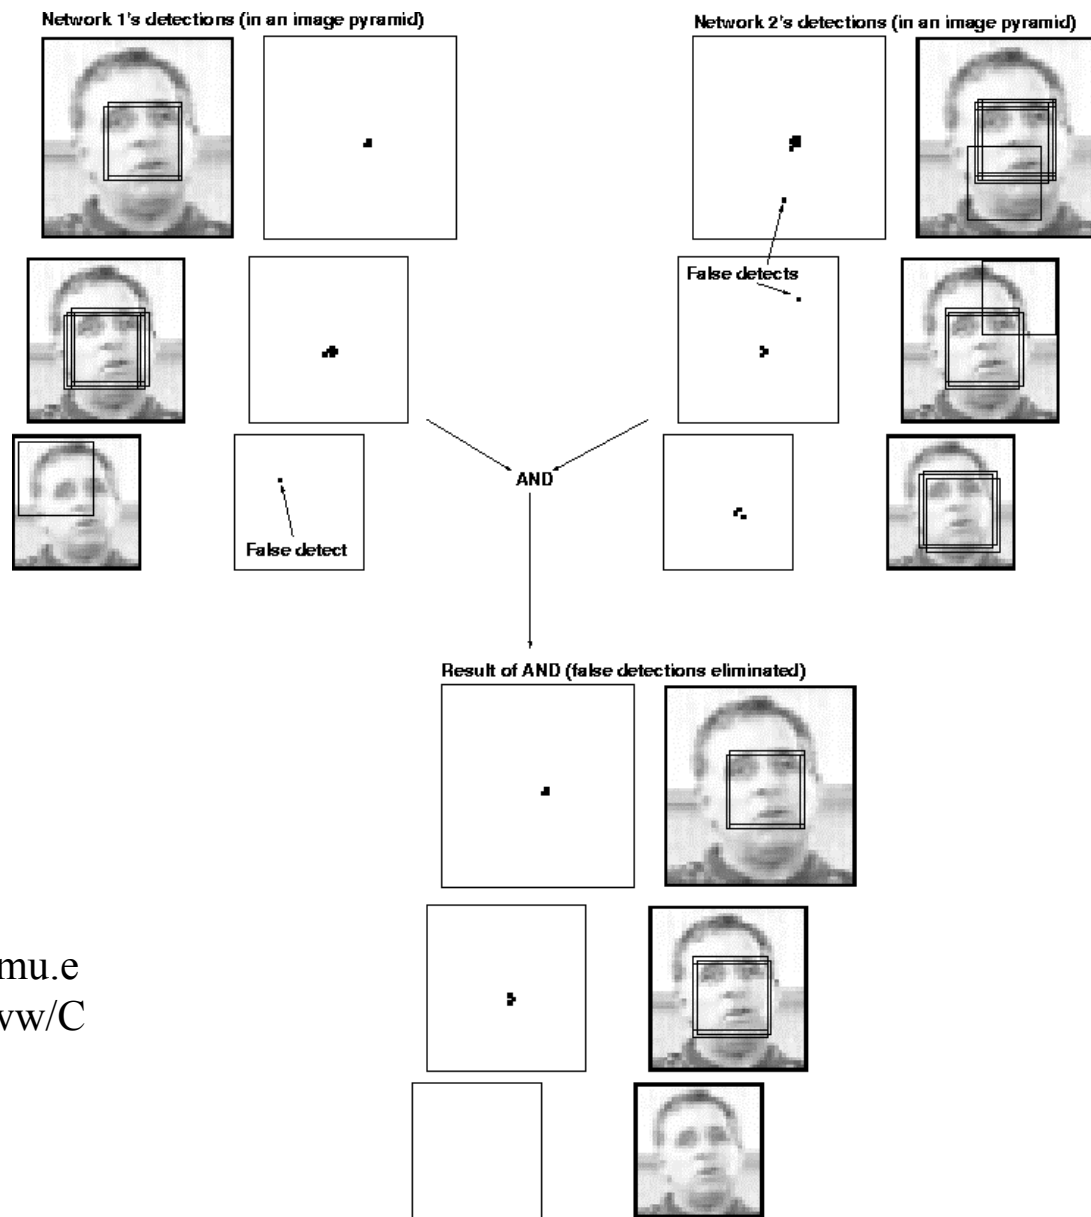 Network 1's detections (in an image pyramid)
Network 2's detections (in an image pyramid)
False detects
AND
False detect
Result of AND (false detections eliminated)
mu.e
vw/C